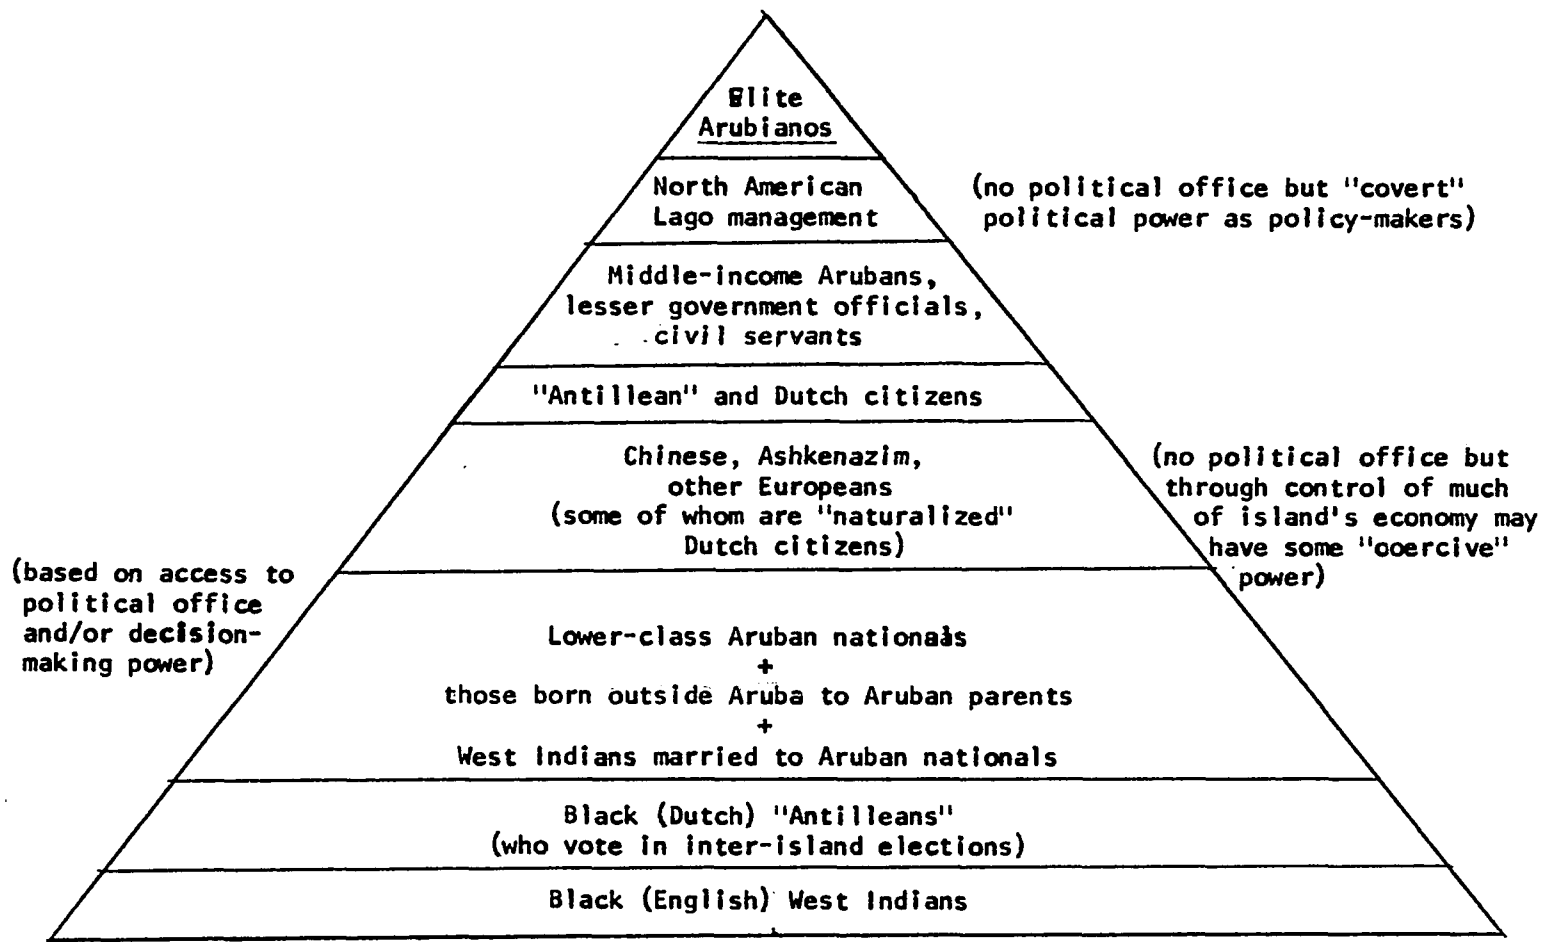 Elite
Arubianos
North American
Lago management
(no political office but "covert"
political power as policy-makers)
Middle-income Arubans,
lesser government officials,
civil servants
"Antillean" and Dutch citizens
Chinese, Ashkenazim,
other Europeans
(some of whom are "naturalized"
Dutch citizens)
(no political office but
through control of much
of island's economy may
have some "ooercive"
power)
(based on access to
political office
and/or decision-
making power)
Lower-class Aruban nationals
+
those born outside Aruba to Aruban parents
+
West Indians married to Aruban nationals
Black (Dutch) "Antilleans"
(who vote in inter-island elections)
Black (English) West Indians